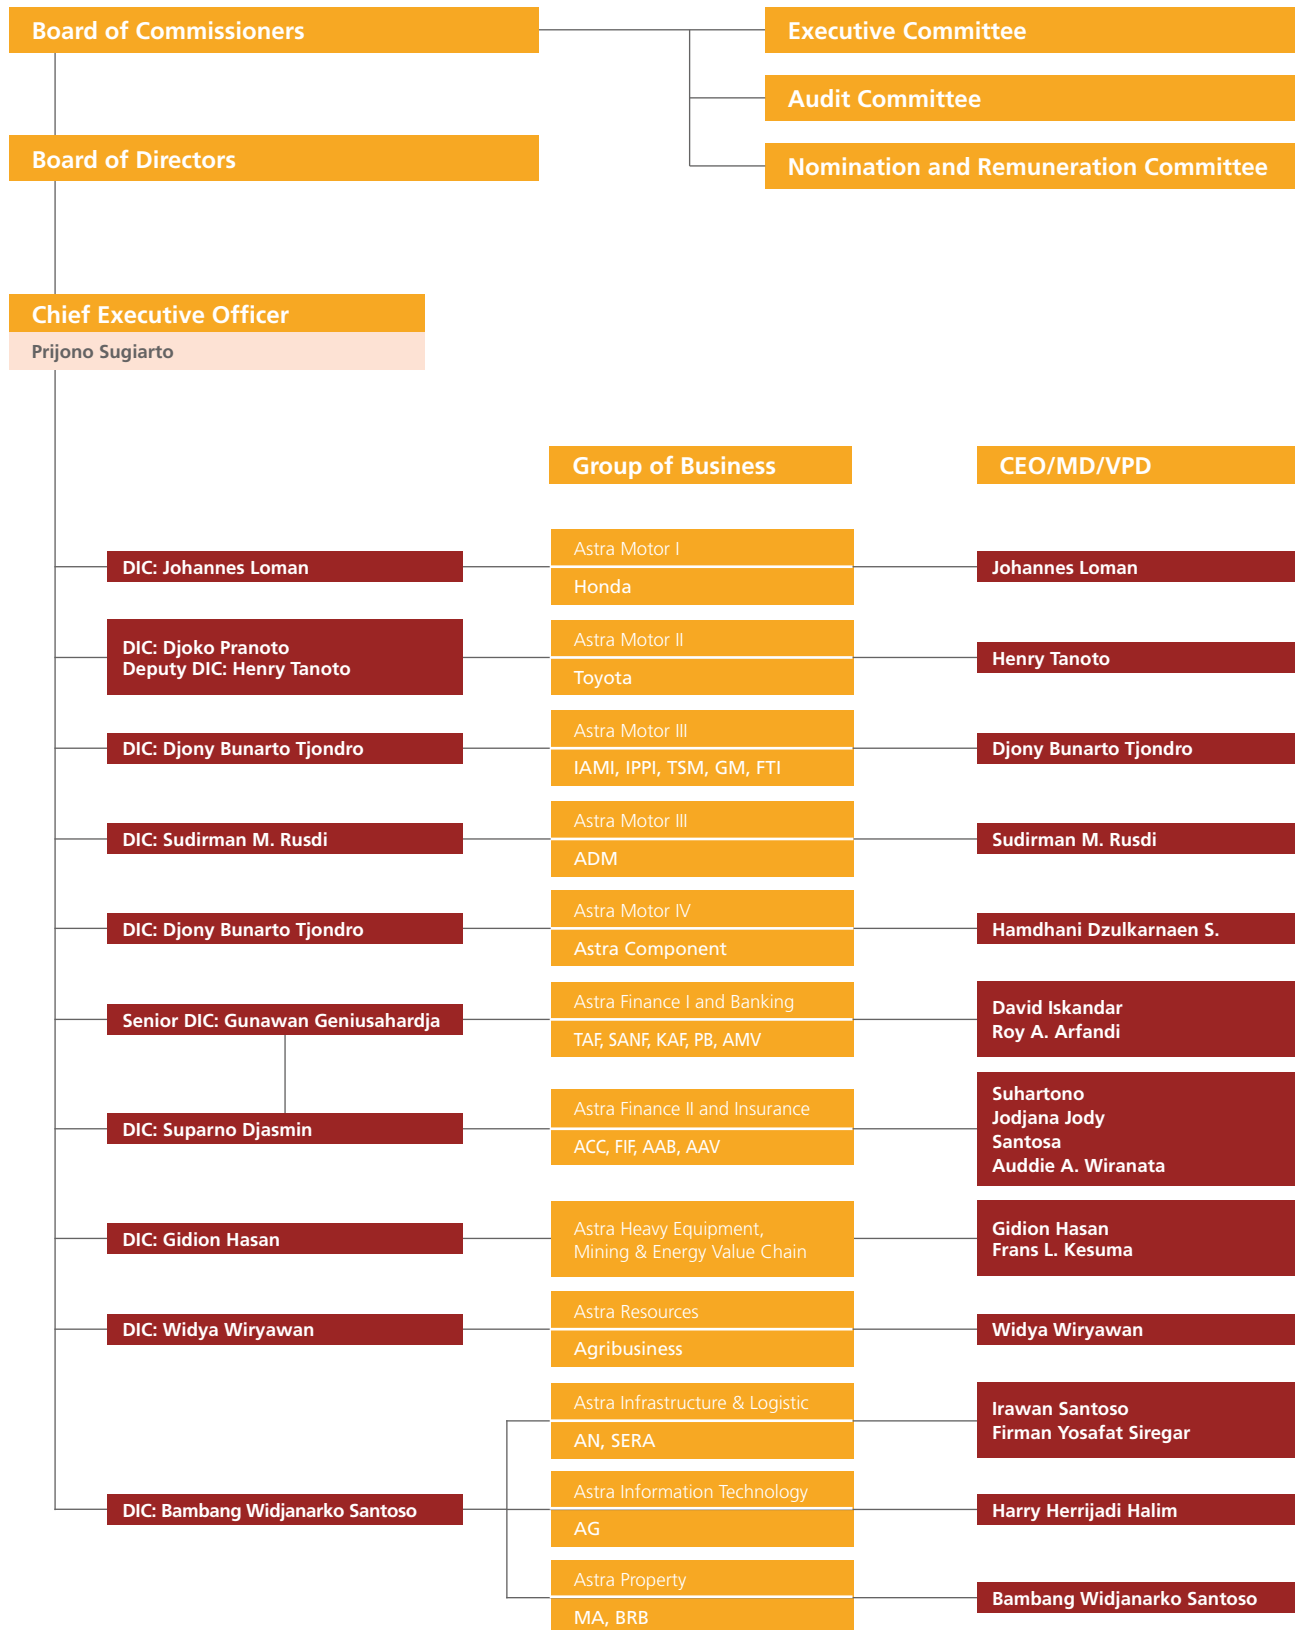 Board of Commissioners
Executive Committee
Audit Committee
Board of Directors
Nomination and Remuneration Committee
Chief Executive Officer
Prijono Sugiarto
Group of Business
CEO/MD/VPD
DIC: Johannes Loman
Astra Motor I
Honda
Johannes Loman
DIC: Djoko Pranoto
Deputy DIC: Henry Tanoto
Astra Motor II
Toyota
Henry Tanoto
DIC: Djony Bunarto Tjondro
Astra Motor III
IAMI, IPPI, TSM, GM, FTI
Djony Bunarto Tjondro
DIC: Sudirman M. Rusdi
Astra Motor III
ADM
Sudirman M. Rusdi
DIC: Djony Bunarto Tjondro
Astra Motor IV
Astra Component
Hamdhani Dzulkarnaen S.
Senior DIC: Gunawan Geniusahardja
Astra Finance I and Banking
TAF, SANF, KAF, PB, AMV
David Iskandar
Roy A. Arfandi
DIC: Suparno Djasmin
Astra Finance II and Insurance
ACC, FIF, AAB, AAV
Suhartono
Jodjana Jody
Santosa
Auddie A. Wiranata
DIC: Gidion Hasan
Astra Heavy Equipment,
Mining & Energy Value Chain
Gidion Hasan
Frans L. Kesuma
DIC: Widya Wiryawan
Astra Resources
Agribusiness
Widya Wiryawan
DIC: Bambang Widjanarko Santoso
Astra Infrastructure & Logistic
AN, SERA
Irawan Santoso
Firman Yosafat Siregar
Astra Information Technology
AG
Harry Herrijadi Halim
Astra Property
MA, BRB
Bambang Widjanarko Santoso